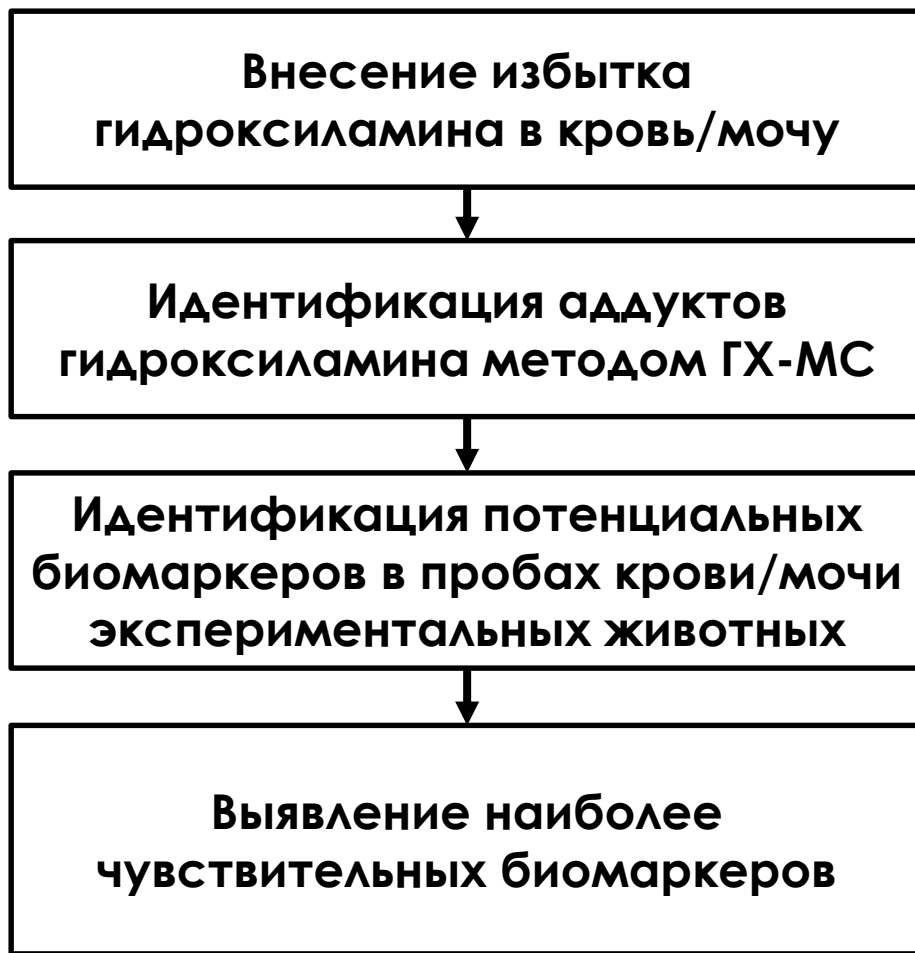 Внесение избытка
гидроксиламина в кровь/мочу
Идентификация аддуктов
гидроксиламина методом ГХ-МС
Идентификация потенциальных
биомаркеров в пробах крови/мочи
экспериментальных животных
Выявление наиболее
чувствительных биомаркеров